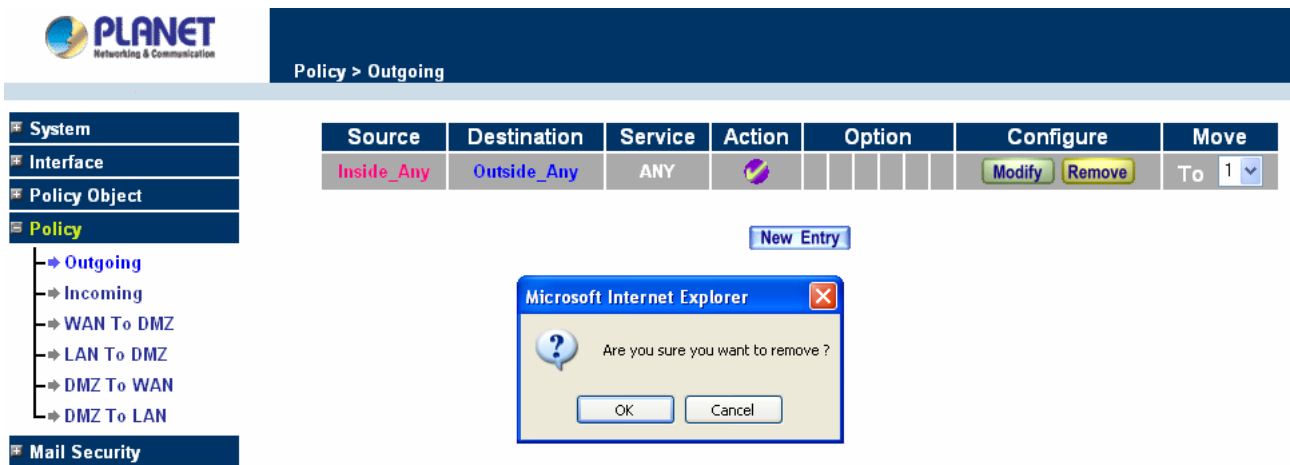 PLANET
Networking & Communication
Policy > Outgoing
System
Interface
Policy Object
Policy
Outgoing
Incoming
WAN To DMZ
LAN To DMZ
DMZ To WAN
DMZ To LAN
Mail Security
Source Destination Service Action Option Configure Move
Inside_Any Outside_Any ANY Modify Remove To 1
New Entry
Microsoft Internet Explorer
Are you sure you want to remove ?
OK Cancel